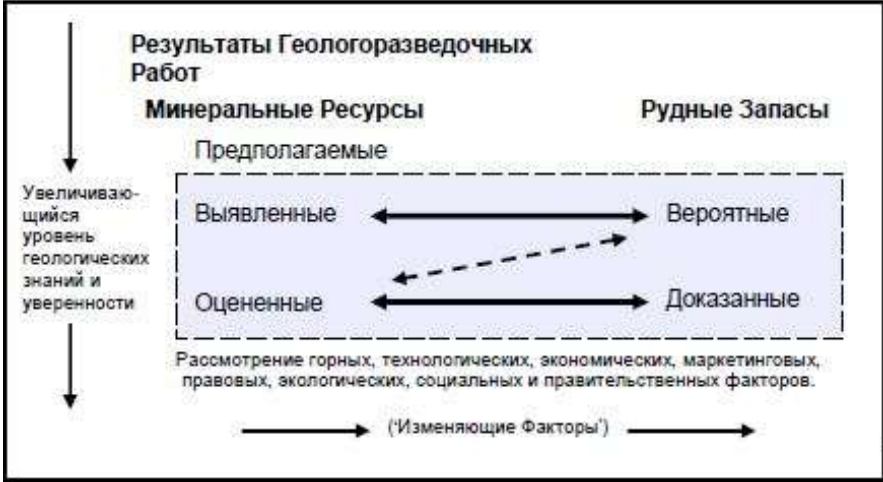 Результаты Геологоразведочных
Работ
Минеральные Ресурсы
Рудные Запасы
Предполагаемые
Увеличиваю-
щийся
уровень
геологических
знаний и
уверенности
Выявленные
Вероятные
Оцененные
Доказанные
Рассмотрение горных, технологических, экономических, маркетинговых,
правовых, экологических, социальных и правительственных факторов.
('Изменяющие Факторы')